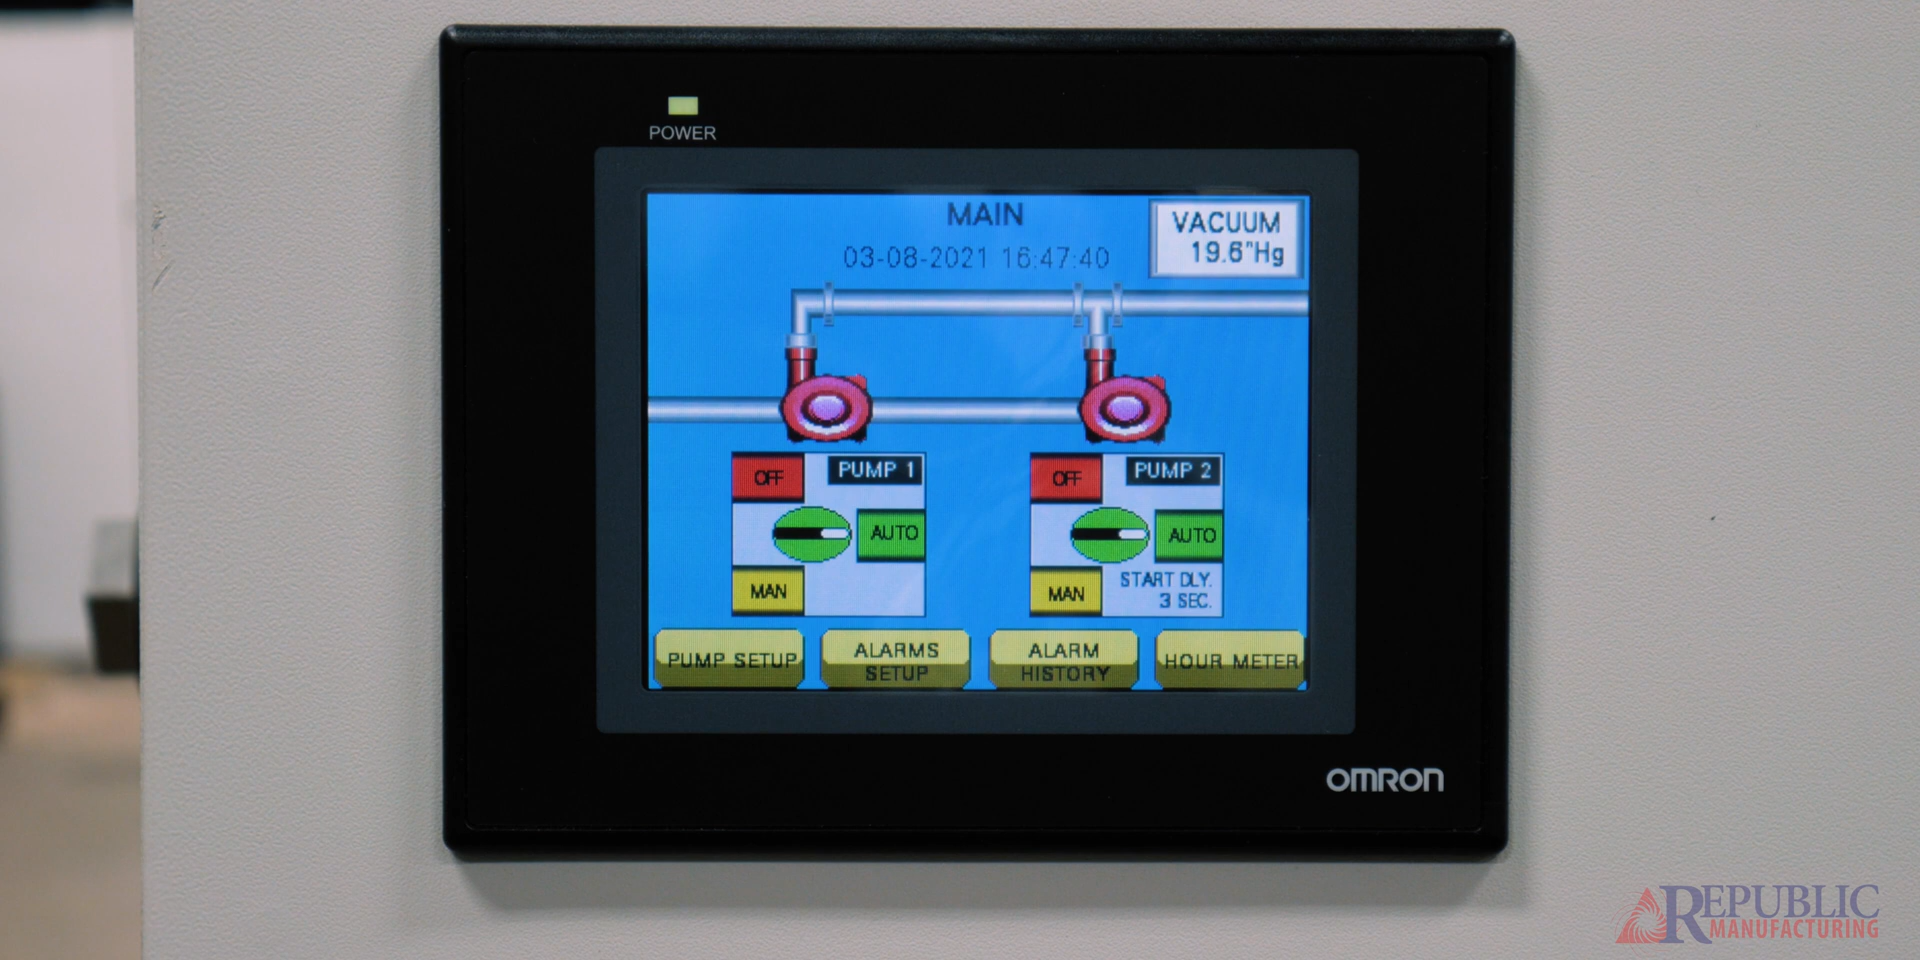 POWER
MAIN
03-08-2021 16:47:40
VACUUM
19.6"Hg
OFF
PUMP 1
AUTO
MAN
OFF
PUMP 2
AUTO
MAN
START DLY.
3 SEC.
PUMP SETUP
ALARMS
SETUP
ALARM
HISTORY
HOUR METER
OMRON
REPUBLIC
MANUFACTURING